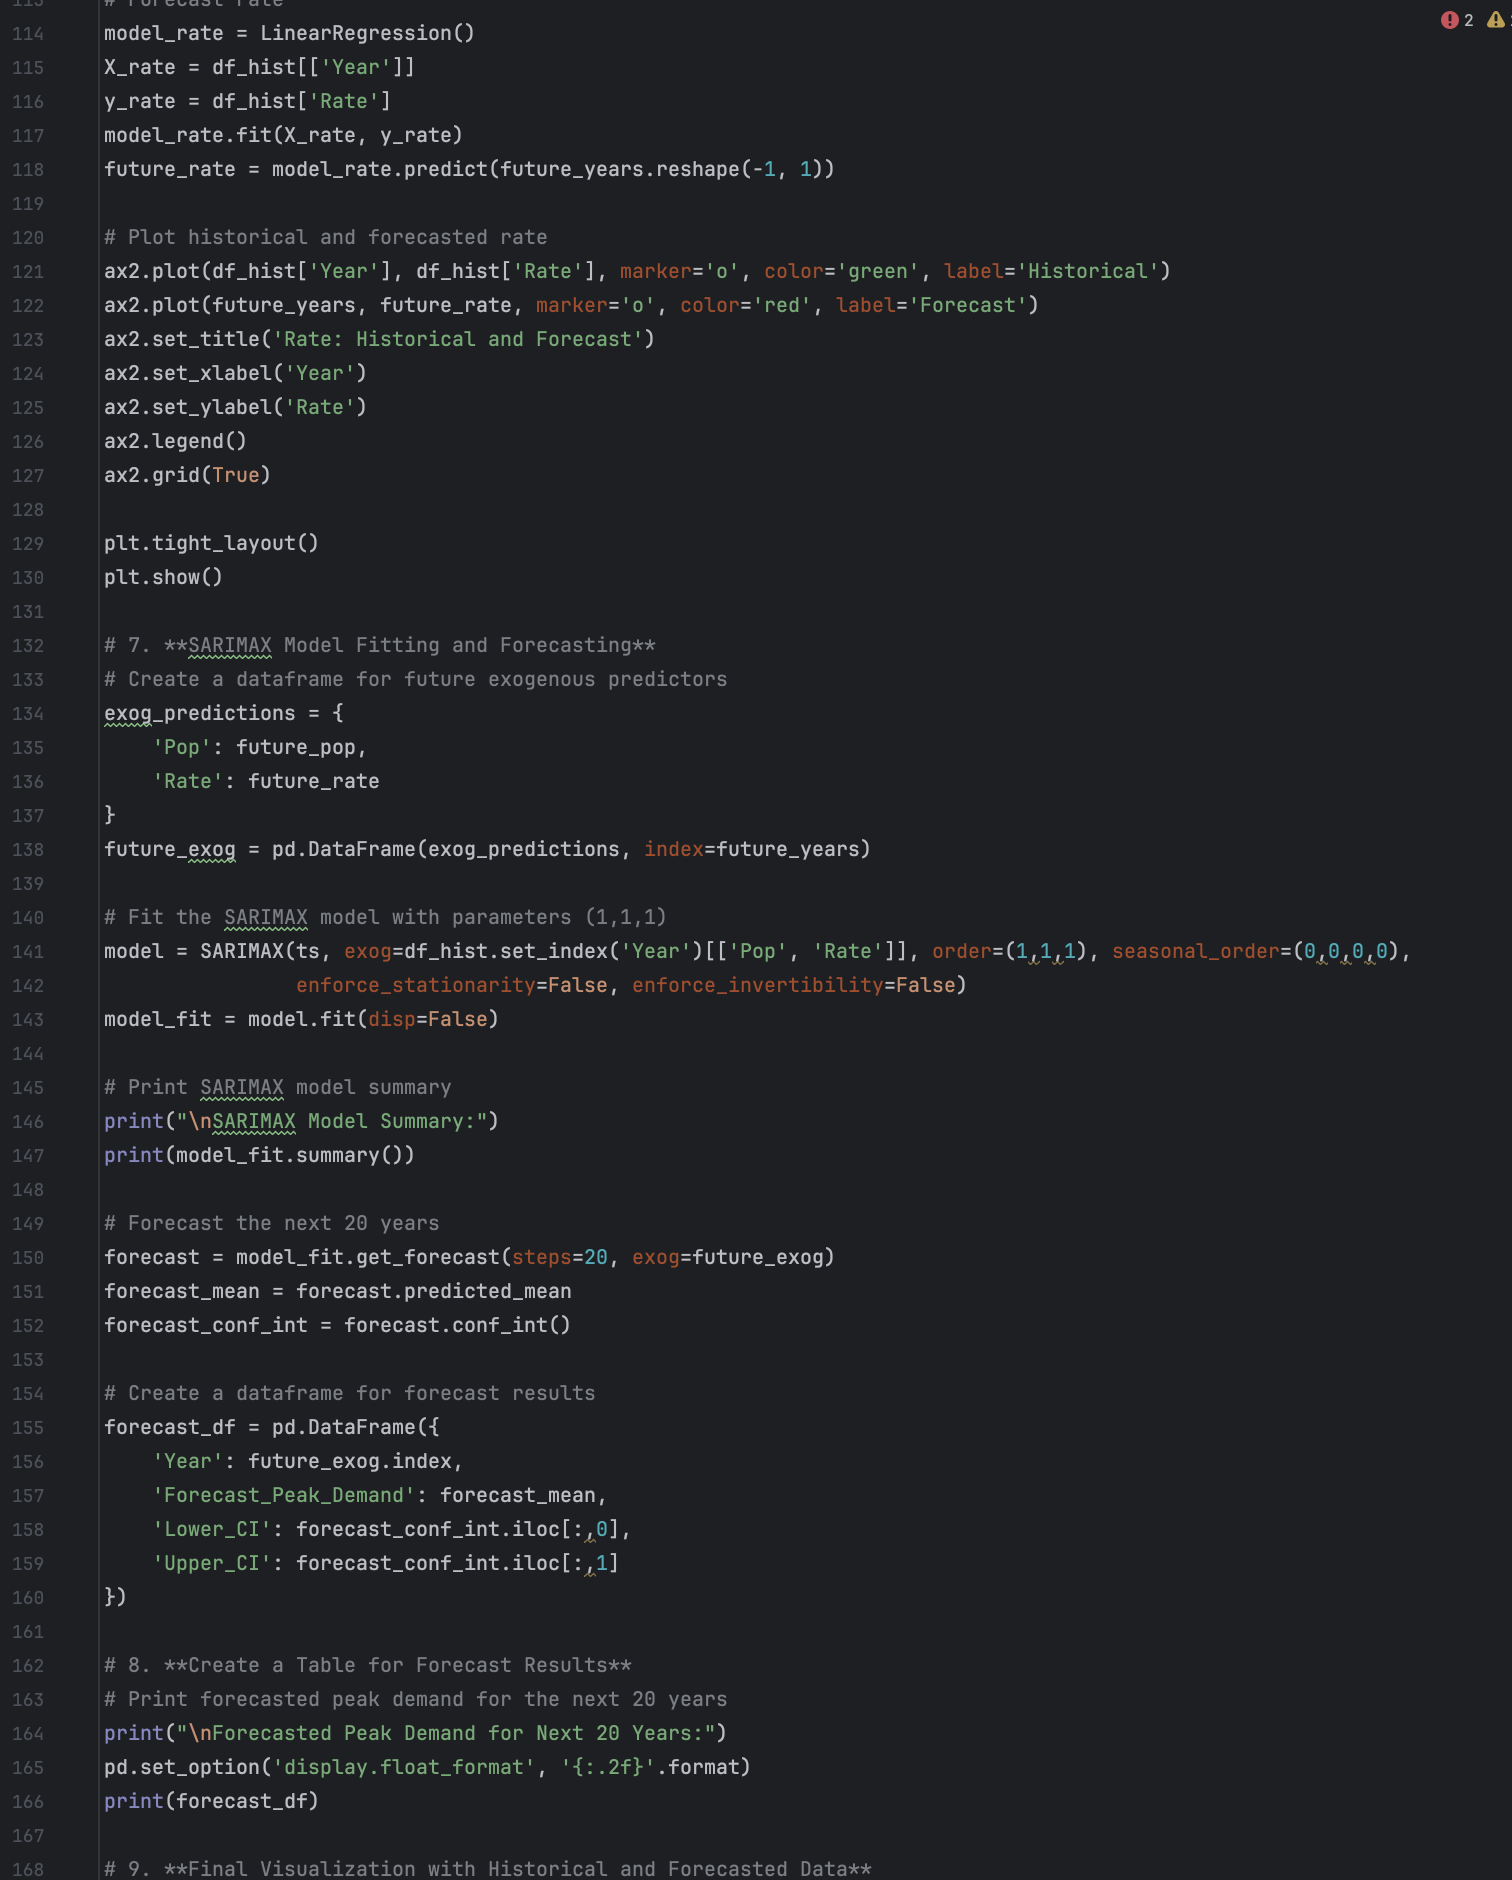 113 # Forecast rate
2
114 model_rate = LinearRegression()
115 X_rate = df_hist[['Year']]
116 y_rate = df_hist['Rate']
117 model_rate.fit(X_rate, y_rate)
118 future_rate = model_rate.predict(future_years.reshape(-1, 1))
119
120 # Plot historical and forecasted rate
121 ax2.plot(df_hist['Year'], df_hist['Rate'], marker='o', color='green', label='Historical')
122 ax2.plot(future_years, future_rate, marker='o', color='red', label='Forecast')
123 ax2.set_title('Rate: Historical and Forecast')
124 ax2.set_xlabel('Year')
125 ax2.set_ylabel('Rate')
126 ax2.legend()
127 ax2.grid(True)
128
129 plt.tight_layout()
130 plt.show()
131
132 # 7. **SARIMAX Model Fitting and Forecasting**
133 # Create a dataframe for future exogenous predictors
134 exog_predictions = {
135     'Pop': future_pop,
136     'Rate': future_rate
137 }
138 future_exog = pd.DataFrame(exog_predictions, index=future_years)
139
140 # Fit the SARIMAX model with parameters (1,1,1)
141 model = SARIMAX(ts, exog=df_hist.set_index('Year')[['Pop', 'Rate']], order=(1,1,1), seasonal_order=(0,0,0,0),
142                 enforce_stationarity=False, enforce_invertibility=False)
143 model_fit = model.fit(disp=False)
144
145 # Print SARIMAX model summary
146 print("\nSARIMAX Model Summary:")
147 print(model_fit.summary())
148
149 # Forecast the next 20 years
150 forecast = model_fit.get_forecast(steps=20, exog=future_exog)
151 forecast_mean = forecast.predicted_mean
152 forecast_conf_int = forecast.conf_int()
153
154 # Create a dataframe for forecast results
155 forecast_df = pd.DataFrame({
156     'Year': future_exog.index,
157     'Forecast_Peak_Demand': forecast_mean,
158     'Lower_CI': forecast_conf_int.iloc[:,0],
159     'Upper_CI': forecast_conf_int.iloc[:,1]
160 })
161
162 # 8. **Create a Table for Forecast Results**
163 # Print forecasted peak demand for the next 20 years
164 print("\nForecasted Peak Demand for Next 20 Years:")
165 pd.set_option('display.float_format', '{:.2f}'.format)
166 print(forecast_df)
167
168 # 9. **Final Visualization with Historical and Forecasted Data**